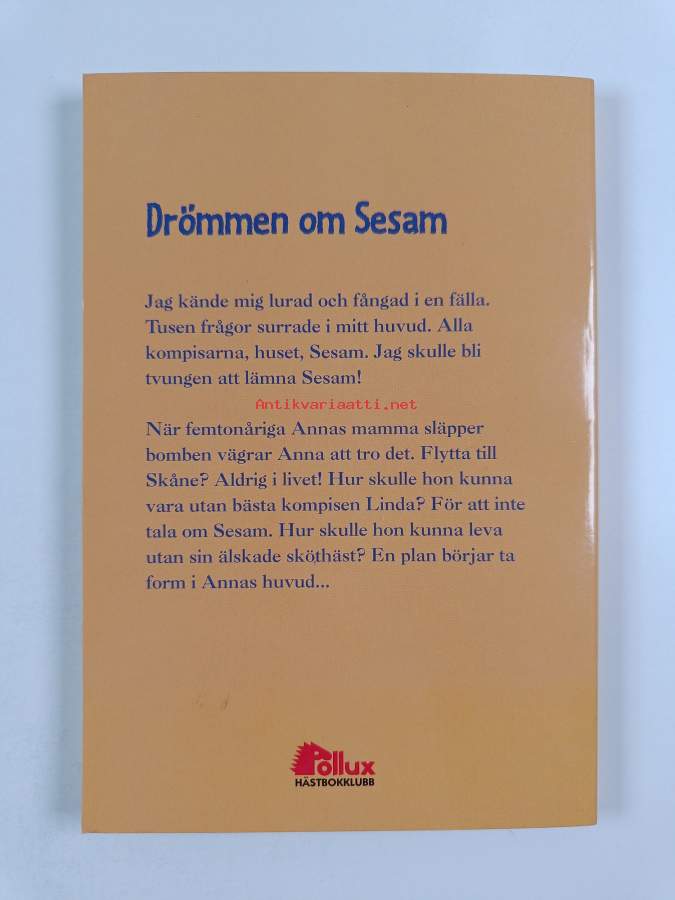 Drömmen om Sesam
Jag kände mig lurad och fångad i en fälla.
Tusen frågor surrade i mitt huvud. Alla
kompisarna, huset, Sesam. Jag skulle bli
tvungen att lämna Sesam!
Antikvariaatti.net
När femtonåriga Annas mamma släpper
bomben vägrar Anna att tro det. Flytta till
Skåne? Aldrig i livet! Hur skulle hon kunna
vara utan bästa kompisen Linda? För att inte
tala om Sesam. Hur skulle hon kunna leva
utan sin älskade sköthäst? En plan börjar ta
form i Annas huvud...
Pollux
HÄSTBOKKLUBB